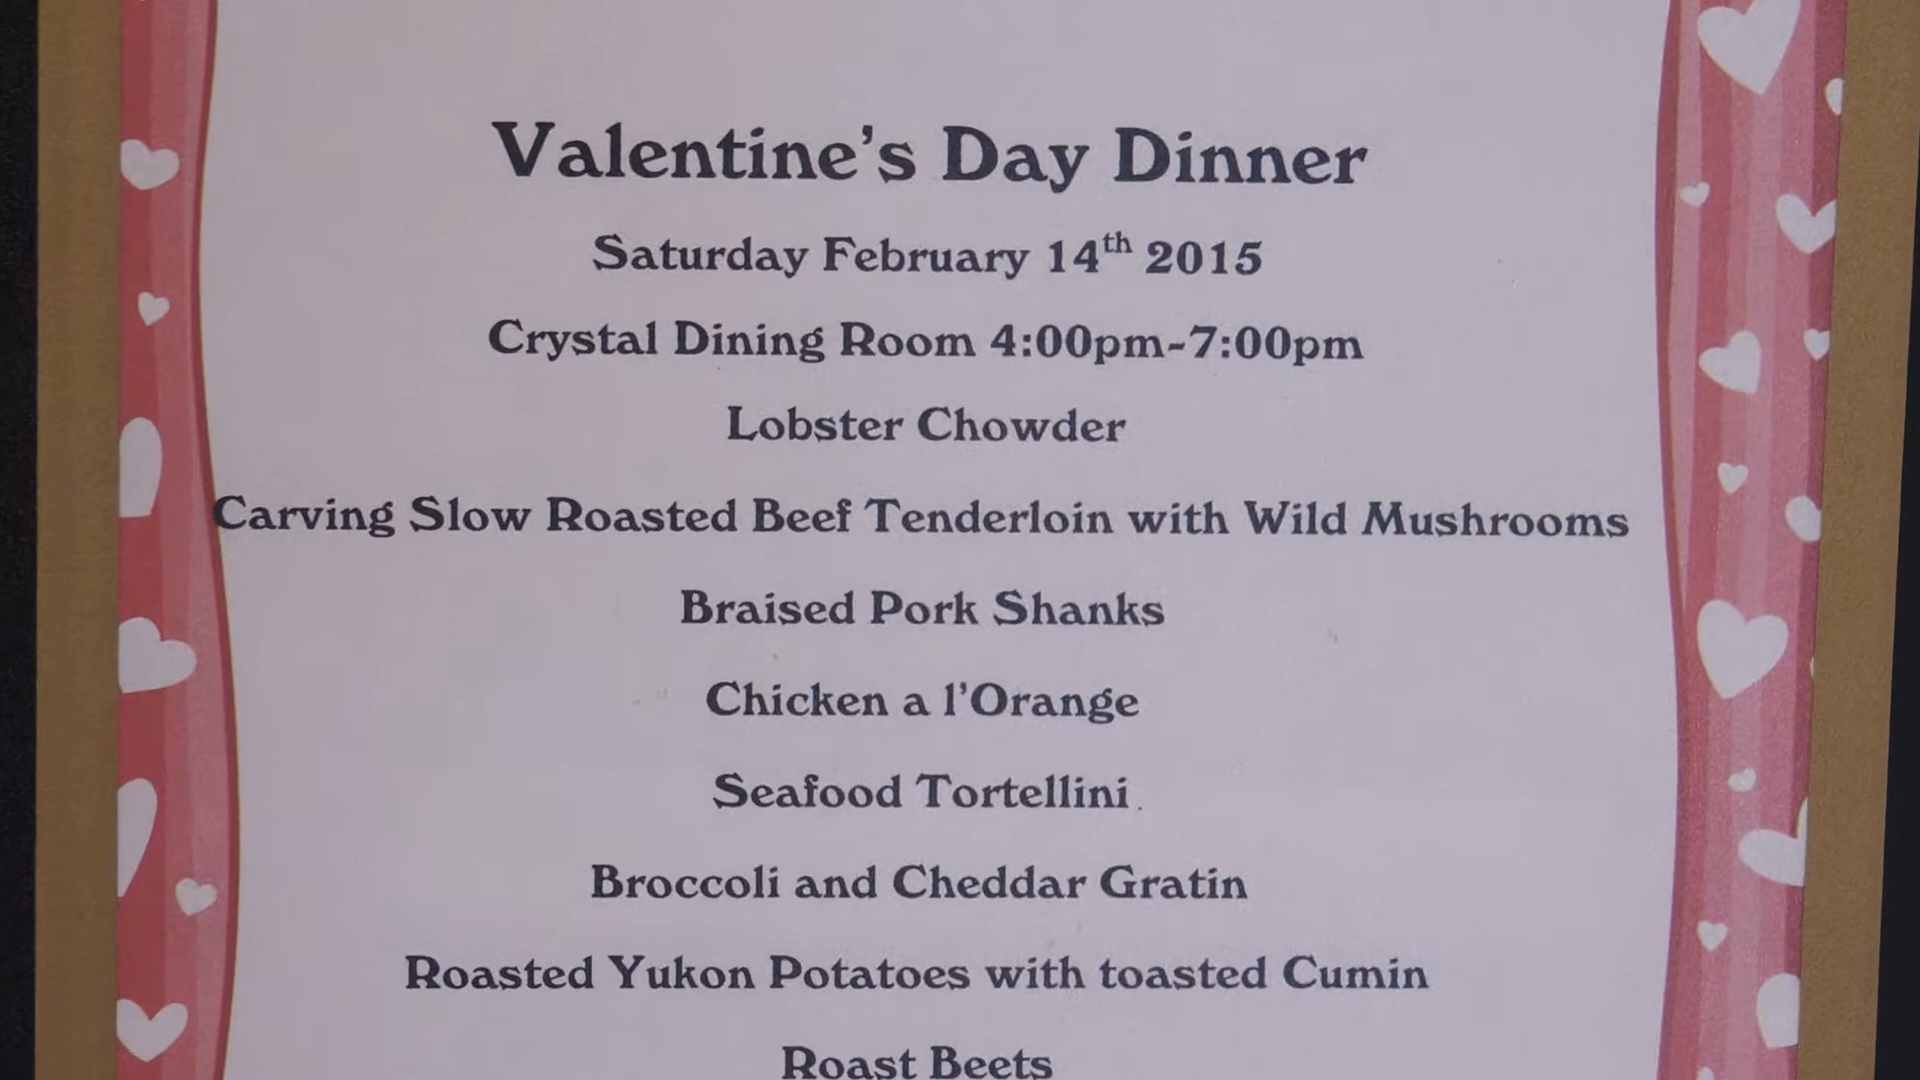 Valentine's Day Dinner
Saturday February 14th 2015
Crystal Dining Room 4:00pm-7:00pm
Lobster Chowder
Carving Slow Roasted Beef Tenderloin with Wild Mushrooms
Braised Pork Shanks
Chicken a l'Orange
Seafood Tortellini
Broccoli and Cheddar Gratin
Roasted Yukon Potatoes with toasted Cumin
Roast Beets